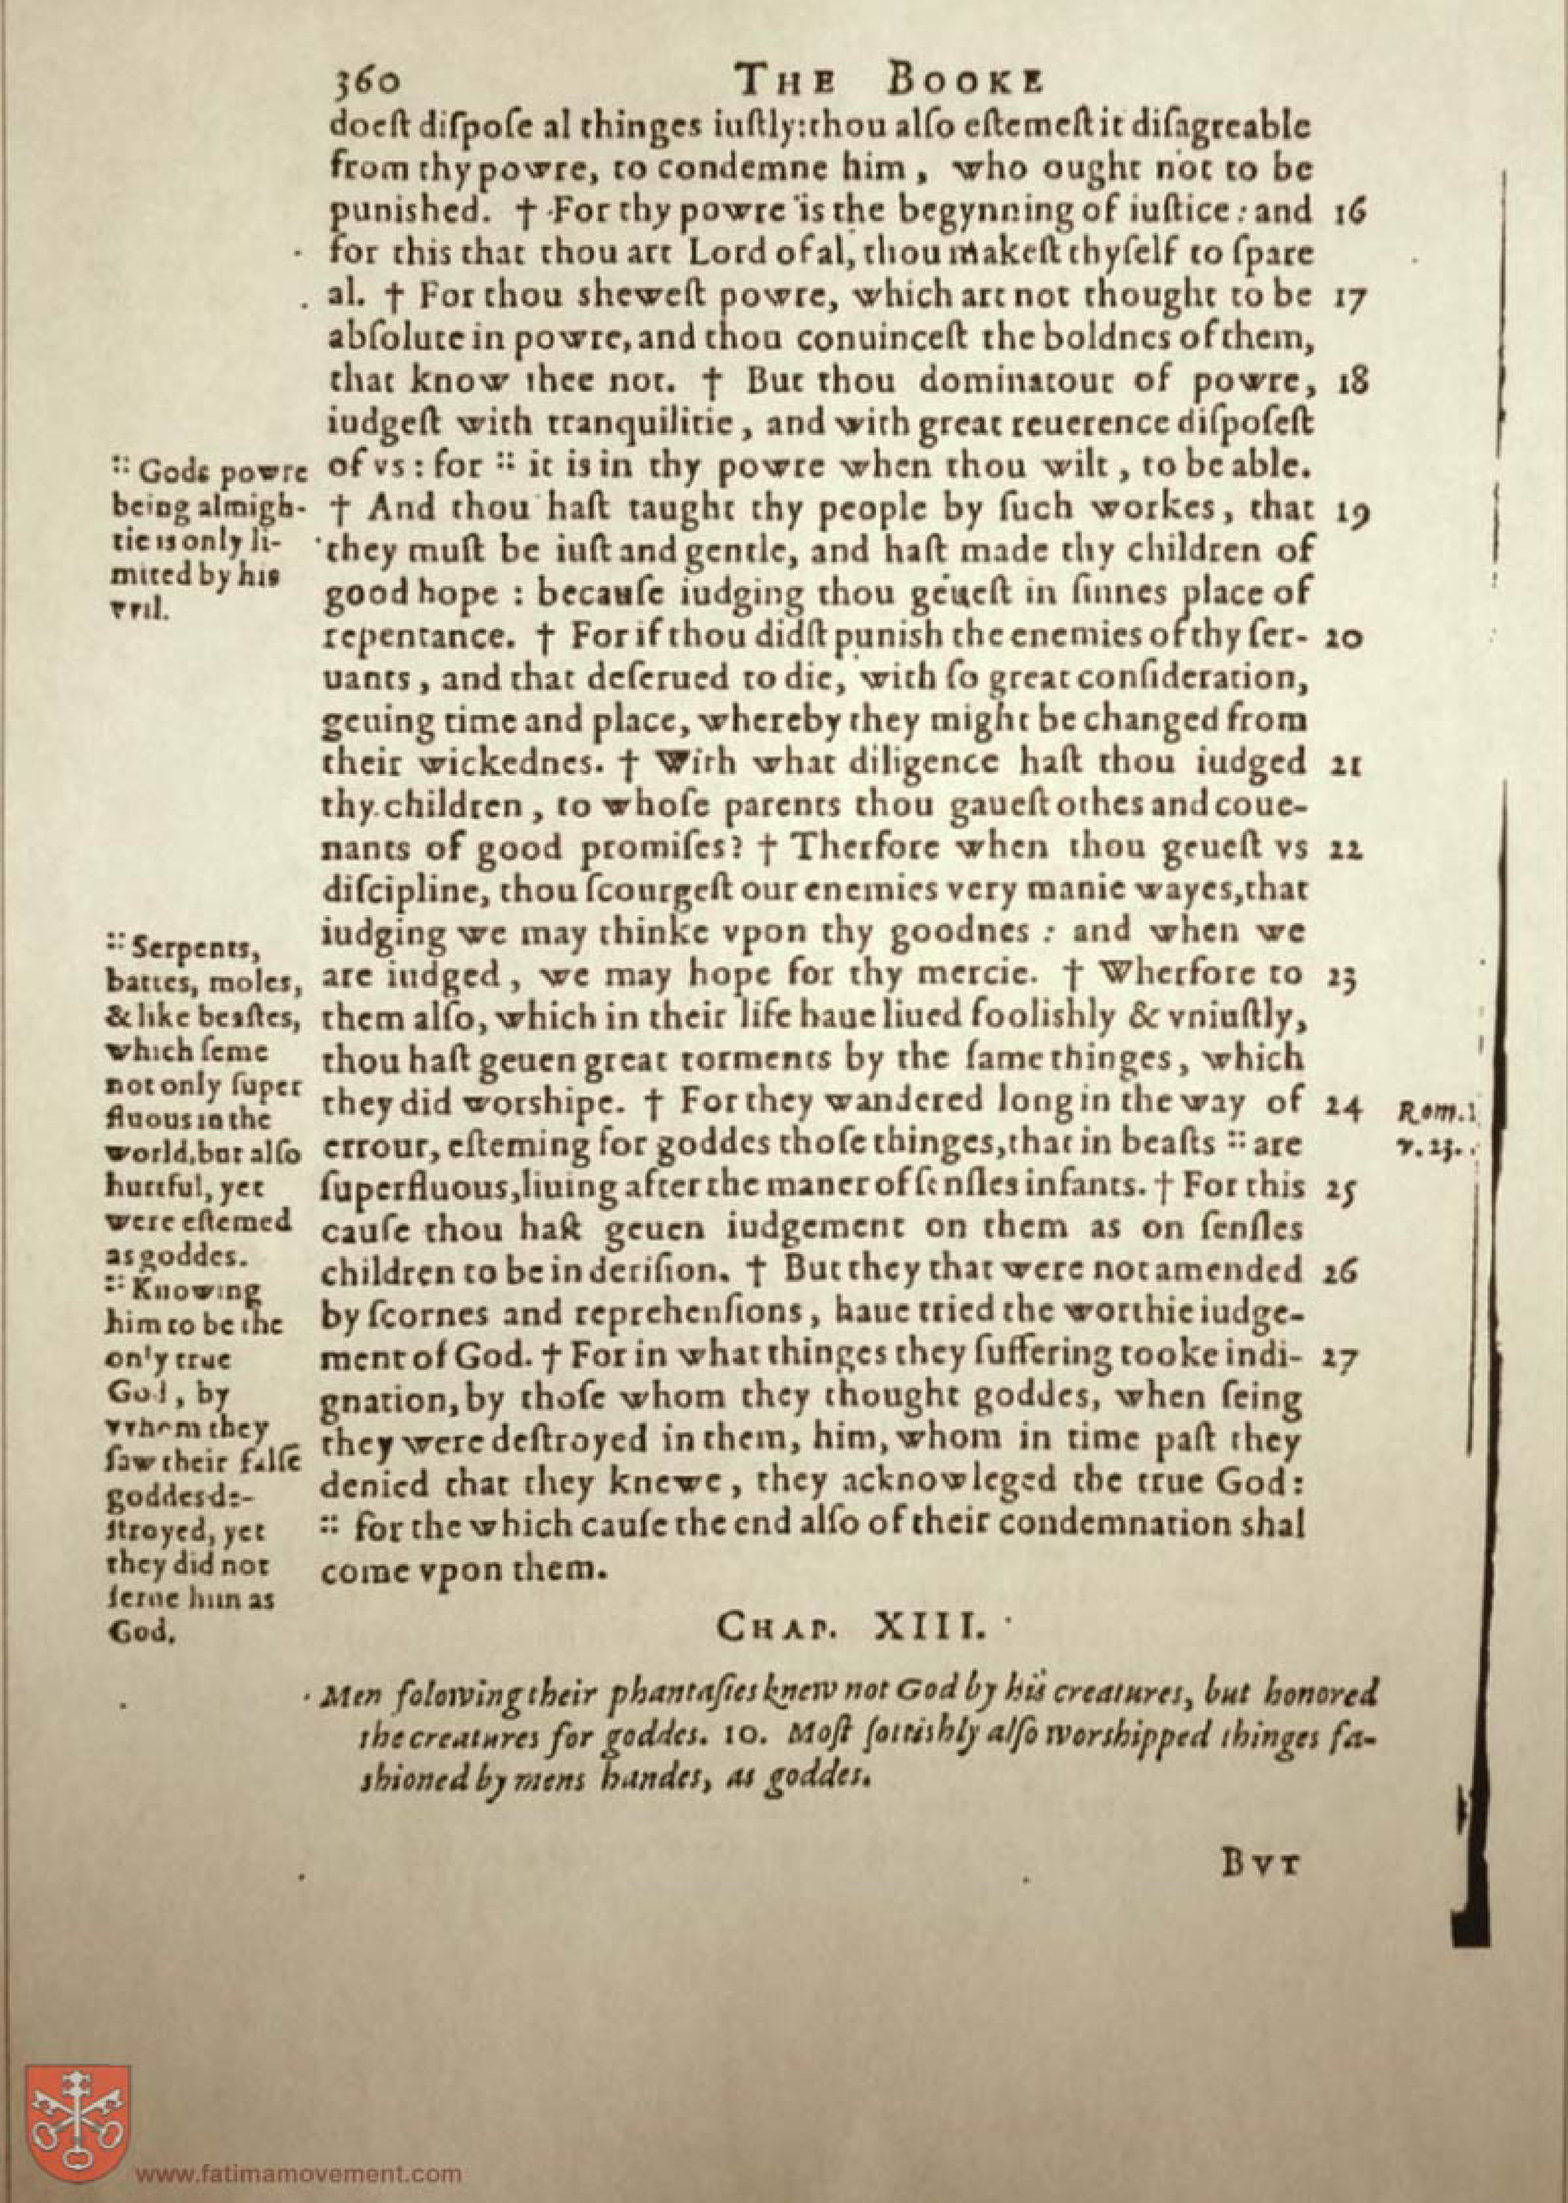 360 THE BOOKE
doest dispose al thinges iustly: thou also estemest it disagreable
from thy powre, to condemne him, who ought not to be
punished. † For thy powre is the begynning of iustice: and 16
for this that thou art Lord of al, thou makest thyself to spare
al. † For thou shewest powre, which art not thought to be 17
absolute in powre, and thou conuincest the boldnes of them,
that know thee not. † But thou dominatour of powre, 18
iudgest with tranquilitie, and with great reuerence disposest
of vs: for :: it is in thy powre when thou wilt, to be able.
† And thou hast taught thy people by such workes, that 19
they must be iust and gentle, and hast made thy children of
good hope: because iudging thou geuest in sinnes place of
repentance. † For if thou didst punish the enemies of thy ser- 20
uants, and that deserued to die, with so great consideration,
geuing time and place, whereby they might be changed from
their wickednes. † With what diligence hast thou iudged 21
thy children, to whose parents thou gauest othes and coue-
nants of good promises? † Therfore when thou geuest vs 22
discipline, thou scourgest our enemies very manie wayes, that
iudging we may thinke vpon thy goodnes: and when we
are iudged, we may hope for thy mercie. † Wherfore to 23
them also, which in their life haue liued foolishly & vniustly,
thou hast geuen great torments by the same thinges, which
they did worshipe. † For they wandered long in the way of 24
errour, esteming for goddes those thinges, that in beasts :: are
superfluous, liuing after the maner of sensles infants. † For this 25
cause thou hast geuen iudgement on them as on sensles
children to be in derision. † But they that were not amended 26
by scornes and reprehensions, haue tried the worthie iudge-
ment of God. † For in what thinges they suffering tooke indi- 27
gnation, by those whom they thought goddes, when seing
they were destroyed in them, him, whom in time past they
denied that they knewe, they acknowleged the true God:
:: for the which cause the end also of their condemnation shal
come vpon them.
:: Gods powre
being almigh-
tie is only li-
mited by his
vvil.
:: Serpents,
battes, moles,
& like beastes,
which seme
not only super
fluous in the
world, but also
hurtful, yet
were estemed
as goddes.
:: Knowing
him to be the
only true
God, by
vvhom they
saw their false
goddes de-
stroyed, yet
they did not
serue him as
God.
Rom. 1
v. 23.
CHAP. XIII.
Men folowing their phantasies knew not God by his creatures, but honored
the creatures for goddes. 10. Most sottishly also worshipped thinges fa-
shioned by mens handes, as goddes.
BVT
www.fatimamovement.com